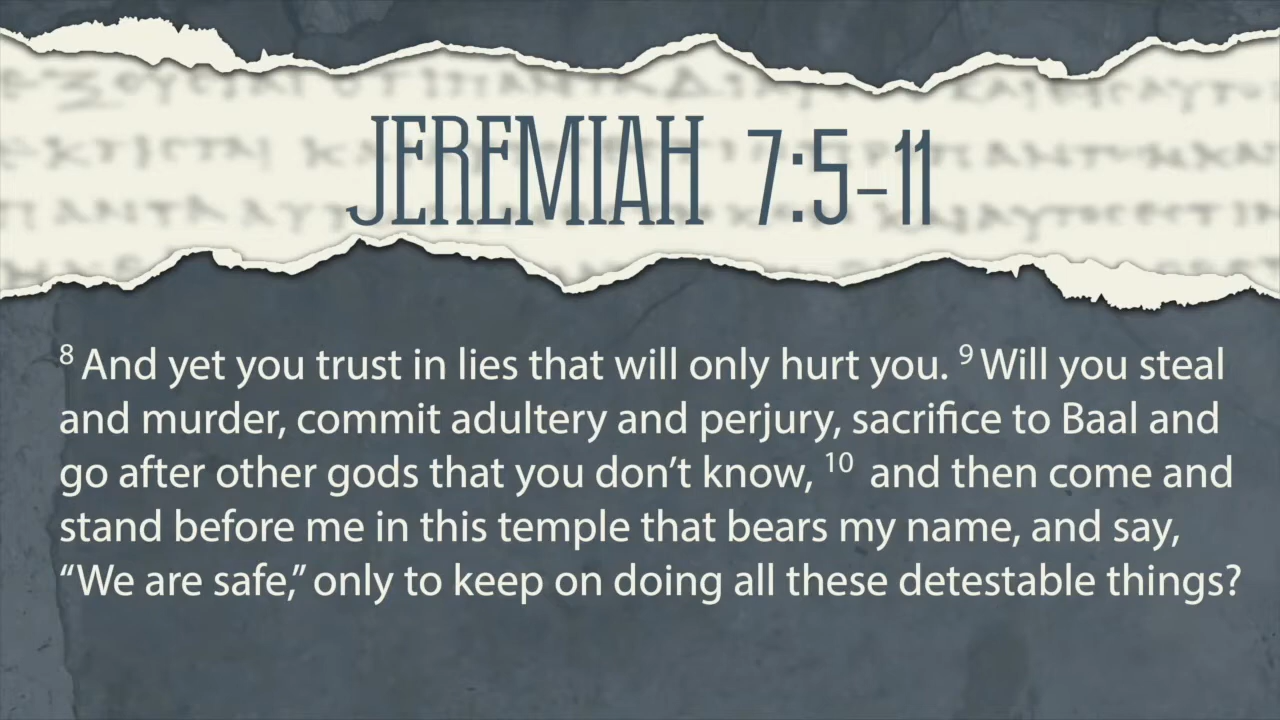 JEREMIAH 7:5–11
8 And yet you trust in lies that will only hurt you. 9 Will you steal
and murder, commit adultery and perjury, sacrifice to Baal and
go after other gods that you don’t know, 10 and then come and
stand before me in this temple that bears my name, and say,
“We are safe,” only to keep on doing all these detestable things?